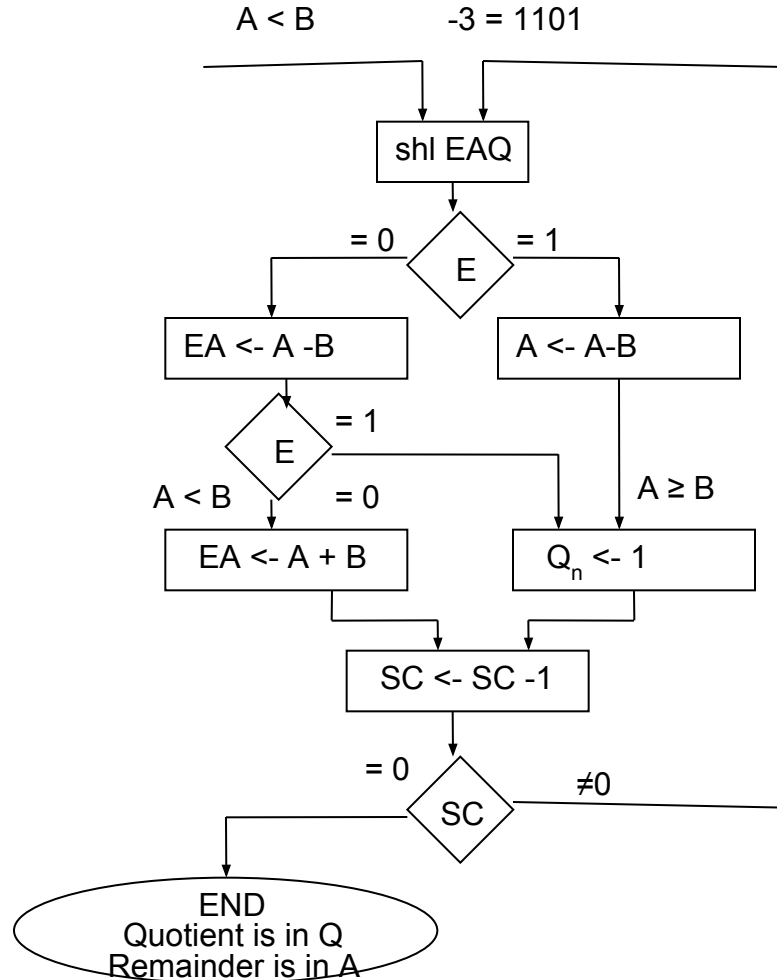 A < B -3 = 1101
shl EAQ
= 0 = 1
E
EA <- A -B A <- A-B
= 1
E
A < B = 0 A ≥ B
EA <- A + B Qn <- 1
SC <- SC -1
= 0 ≠0
SC
END
Quotient is in Q
Remainder is in A